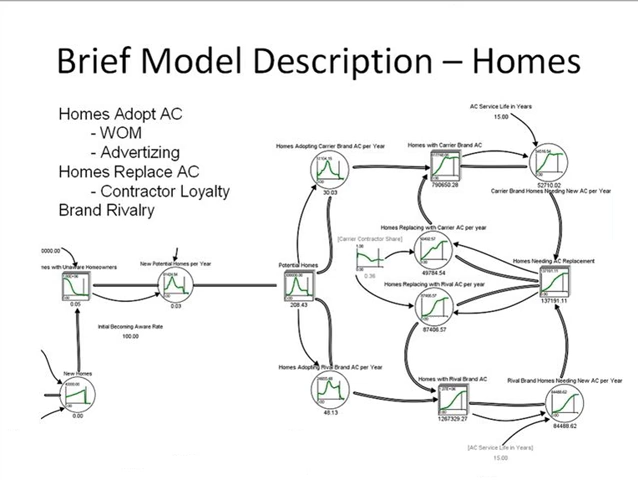 Brief Model Description – Homes
Homes Adopt AC
- WOM
- Advertizing
Homes Replace AC
- Contractor Loyalty
Brand Rivalry
AC Service Life in Years
15.00
Homes Adopting Carrier Brand AC per Year
30.03
Homes with Carrier Brand AC
790650.28
52710.02
Carrier Brand Homes Needing New AC per Year
Homes Replacing with Carrier AC per year
49784.54
[Carrier Contractor Share]
0.36
Homes Needing AC Replacement
137191.11
Homes Replacing with Rival AC per year
87406.57
0000.00
nes with Unaware Homeowners
0.05
New Potential Homes per Year
0.03
Potential Homes
208.43
Initial Becoming Aware Rate
100.00
New Homes
0.00
Homes Adopting Rival Brand AC per Year
48.13
Homes with Rival Brand AC
1267329.27
Rival Brand Homes Needing New AC per Year
84488.62
[AC Service Life in Years]
15.00